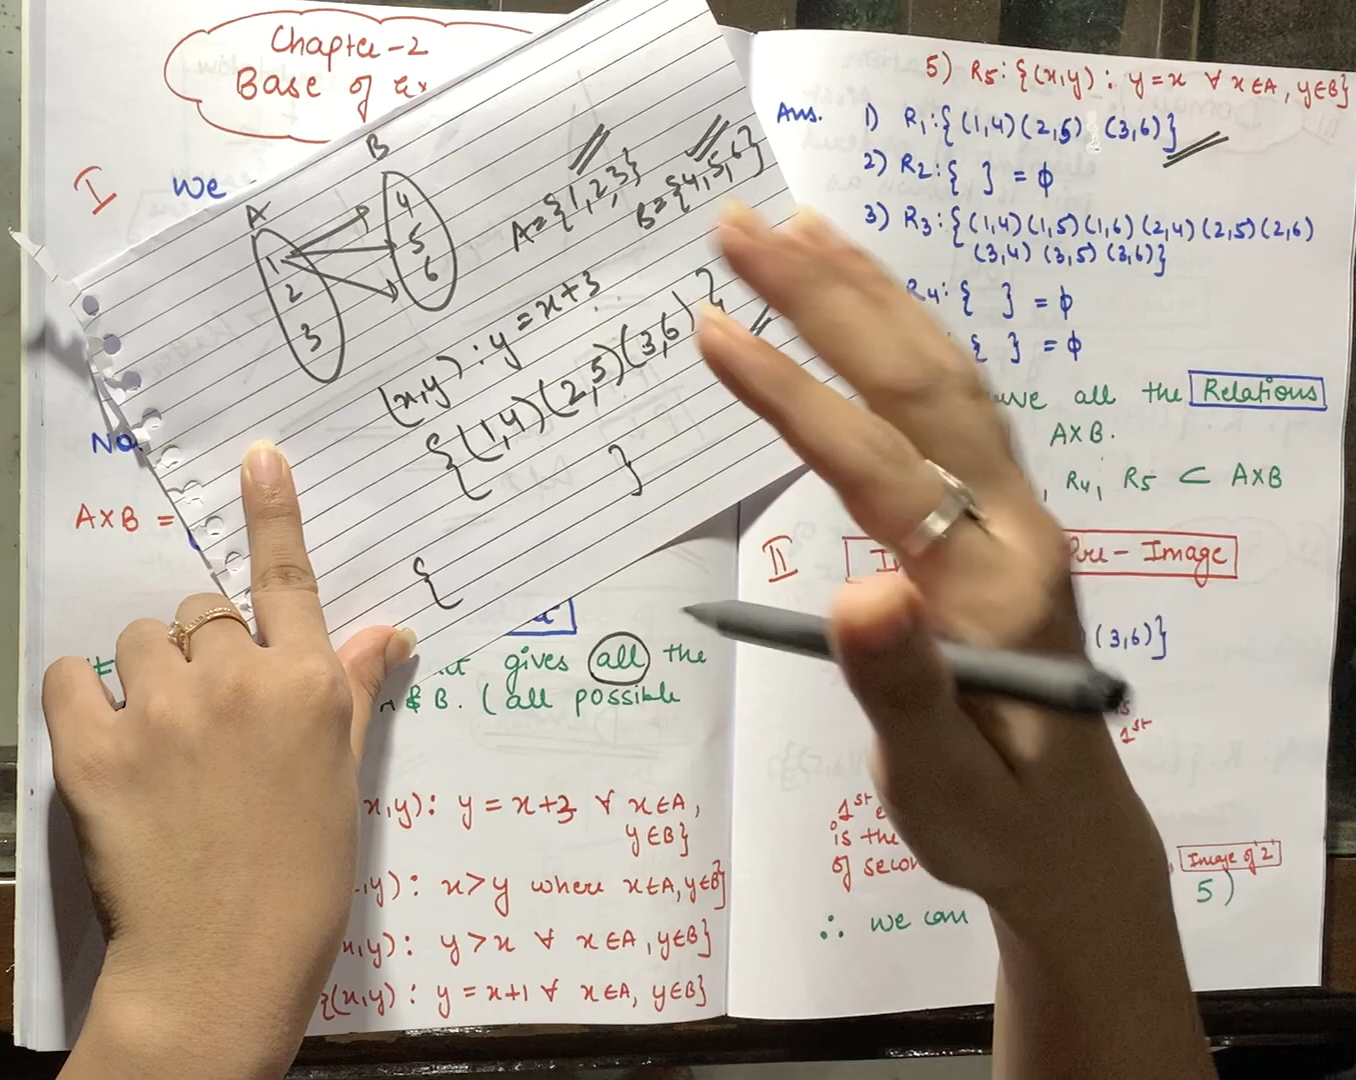 Chapter-2
Base of
I We
A
B
1
2
3
4
5
6
A={1,2,3}
B={4,5,6}
(x,y) : y = x+3
{(1,4)(2,5)(3,6)}
{ }
No.
A×B =
gives all the
& B. (all possible
x,y): y = x+3 ∀ x∈A,
y∈B}
y): x>y where x∈A, y∈B}
x,y): y>x ∀ x∈A, y∈B}
{(x,y): y = x+1 ∀ x∈A, y∈B}
5) R5: {(x,y) : y=x ∀ x∈A, y∈B}
Ans. 1) R1: {(1,4)(2,5) (3,6)}
2) R2: { } = ϕ
3) R3: {(1,4)(1,5)(1,6)(2,4)(2,5)(2,6)
(3,4) (3,5) (3,6)}
R4: { } = ϕ
{ } = ϕ
all the Relations
A×B.
, R4, R5 ⊂ A×B
II Pre-Image
(3,6)}
is
1st
1st
is the
of
, Image of '2'
5)
∴ we can